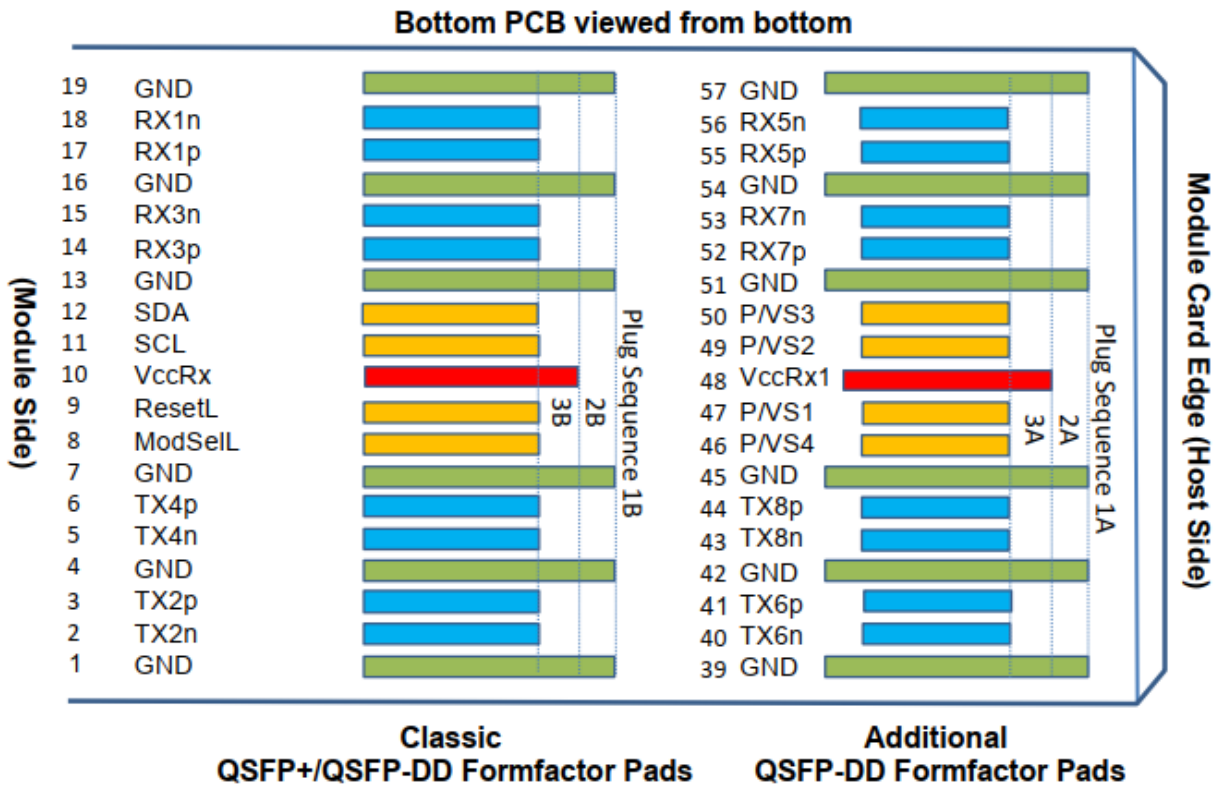 Bottom PCB viewed from bottom
(Module Side)
19 GND
18 RX1n
17 RX1p
16 GND
15 RX3n
14 RX3p
13 GND
12 SDA
11 SCL
10 VccRx
9 ResetL
8 ModSelL
7 GND
6 TX4p
5 TX4n
4 GND
3 TX2p
2 TX2n
1 GND
3B
2B
Plug Sequence 1B
57 GND
56 RX5n
55 RX5p
54 GND
53 RX7n
52 RX7p
51 GND
50 P/VS3
49 P/VS2
48 VccRx1
47 P/VS1
46 P/VS4
45 GND
44 TX8p
43 TX8n
42 GND
41 TX6p
40 TX6n
39 GND
3A
2A
Plug Sequence 1A
Module Card Edge (Host Side)
Classic
QSFP+/QSFP-DD Formfactor Pads
Additional
QSFP-DD Formfactor Pads